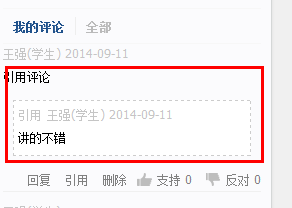 我的评论 全部
王强(学生) 2014-09-11
引用评论
引用 王强(学生) 2014-09-11
讲的不错
回复 引用 删除 支持 0 反对 0